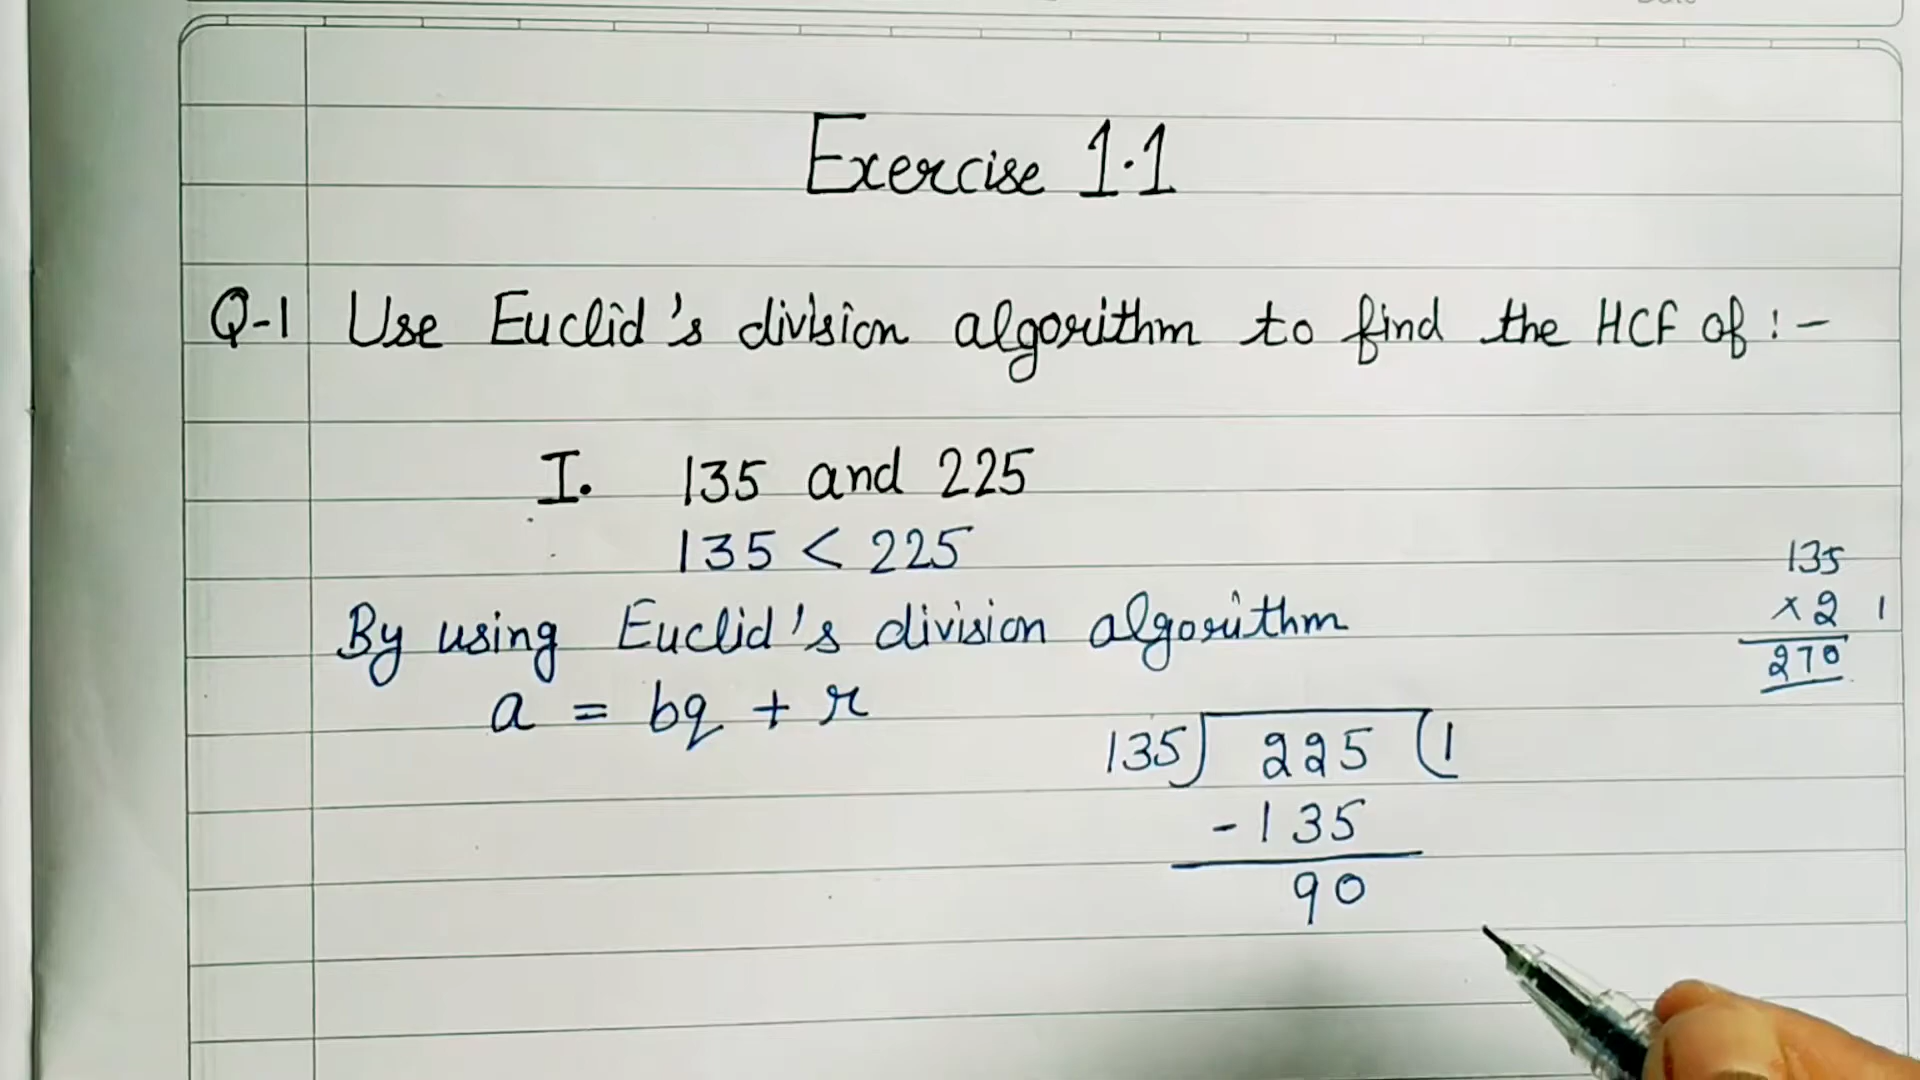 Exercise 1.1
Q-1 Use Euclid's division algorithm to find the HCF of :-
I. 135 and 225
135 < 225
By using Euclid's division algorithm
a = bq + r
135) 225 (1
- 135
90
135
× 2 1
270